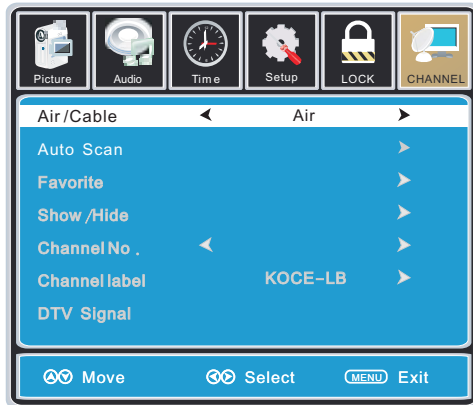 Picture Audio Time Setup LOCK CHANNEL
Air/Cable Air
Auto Scan
Favorite
Show /Hide
Channel No .
Channel label KOCE-LB
DTV Signal
Move Select MENU Exit